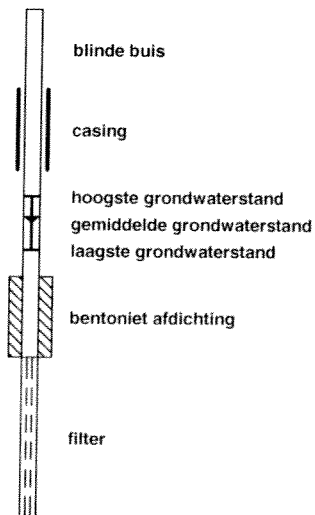 blinde buis
casing
hoogste grondwaterstand
gemiddelde grondwaterstand
laagste grondwaterstand
bentoniet afdichting
filter